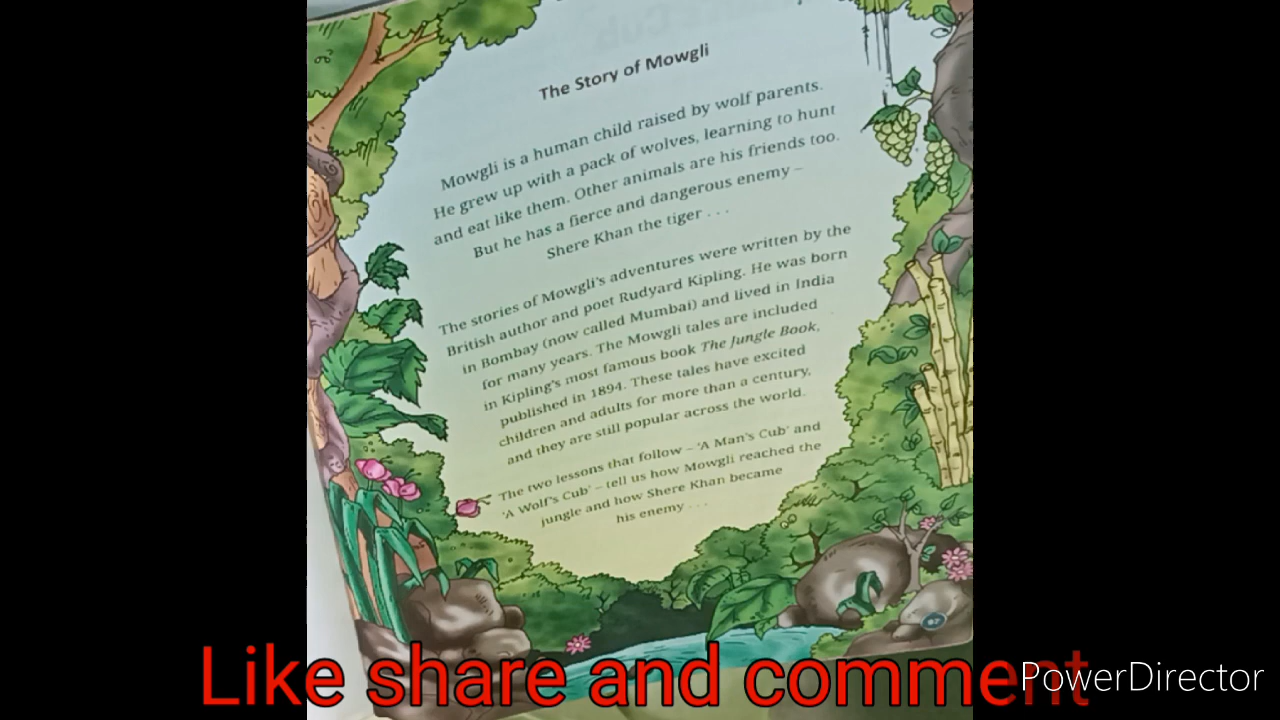 The Story of Mowgli
Mowgli is a human child raised by wolf parents.
He grew up with a pack of wolves, learning to hunt
and eat like them. Other animals are his friends too.
But he has a fierce and dangerous enemy –
Shere Khan the tiger . . .
The stories of Mowgli's adventures were written by the
British author and poet Rudyard Kipling. He was born
in Bombay (now called Mumbai) and lived in India
for many years. The Mowgli tales are included
in Kipling's most famous book The Jungle Book,
published in 1894. These tales have excited
children and adults for more than a century,
and they are still popular across the world.
The two lessons that follow – 'A Man's Cub' and
'A Wolf's Cub' – tell us how Mowgli reached the
jungle and how Shere Khan became
his enemy . . .
Like share and comment
PowerDirector